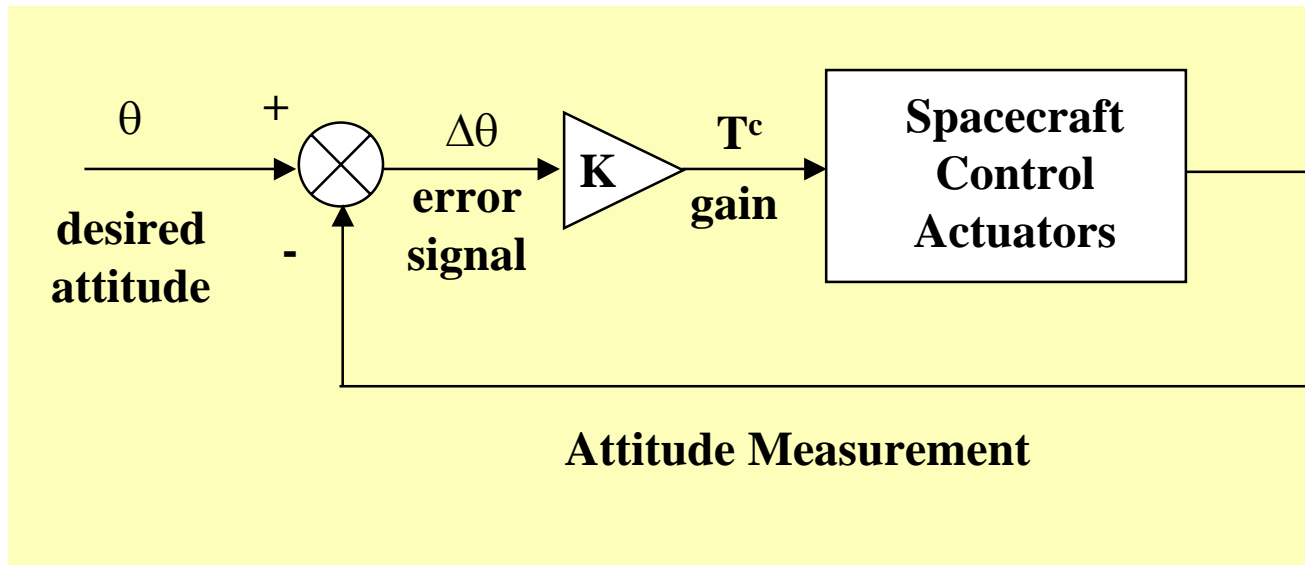 θ
+
desired
attitude
-
Δθ
error
signal
K
Tᶜ
gain
Spacecraft
Control
Actuators
Attitude Measurement